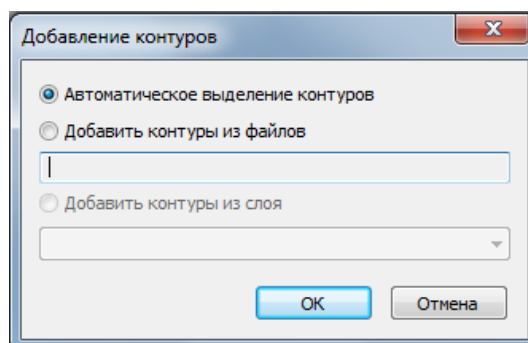 Добавление контуров
Автоматическое выделение контуров
Добавить контуры из файлов
Добавить контуры из слоя
OK
Отмена